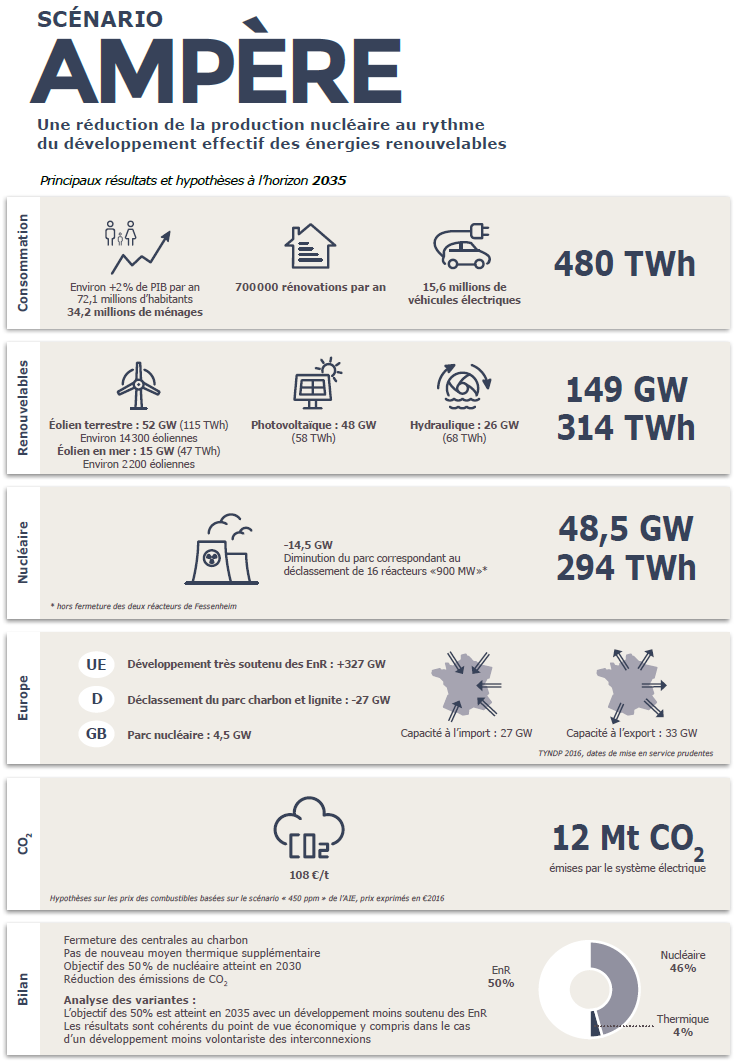 SCÉNARIO
AMPÈRE
Une réduction de la production nucléaire au rythme
du développement effectif des énergies renouvelables
Principaux résultats et hypothèses à l’horizon 2035
Consommation
Environ +2% de PIB par an
72,1 millions d’habitants
34,2 millions de ménages
700000 rénovations par an
15,6 millions de
véhicules électriques
480 TWh
Renouvelables
Éolien terrestre : 52 GW (115 TWh)
Environ 14300 éoliennes
Éolien en mer : 15 GW (47 TWh)
Environ 2200 éoliennes
Photovoltaïque : 48 GW
(58 TWh)
Hydraulique : 26 GW
(68 TWh)
149 GW
314 TWh
Nucléaire
-14,5 GW
Diminution du parc correspondant au
déclassement de 16 réacteurs «900 MW»*
* hors fermeture des deux réacteurs de Fessenheim
48,5 GW
294 TWh
Europe
UE
Développement très soutenu des EnR : +327 GW
D
Déclassement du parc charbon et lignite : -27 GW
GB
Parc nucléaire : 4,5 GW
Capacité à l’import : 27 GW
Capacité à l’export : 33 GW
TYNDP 2016, dates de mise en service prudentes
CO₂
CO₂
108 €/t
Hypothèses sur les prix des combustibles basées sur le scénario « 450 ppm » de l’AIE, prix exprimés en €2016
12 Mt CO₂
émises par le système électrique
Bilan
Fermeture des centrales au charbon
Pas de nouveau moyen thermique supplémentaire
Objectif des 50% de nucléaire atteint en 2030
Réduction des émissions de CO₂
Analyse des variantes :
L’objectif des 50% est atteint en 2035 avec un développement moins soutenu des EnR
Les résultats sont cohérents du point de vue économique y compris dans le cas
d’un développement moins volontariste des interconnexions
EnR
50%
Nucléaire
46%
Thermique
4%